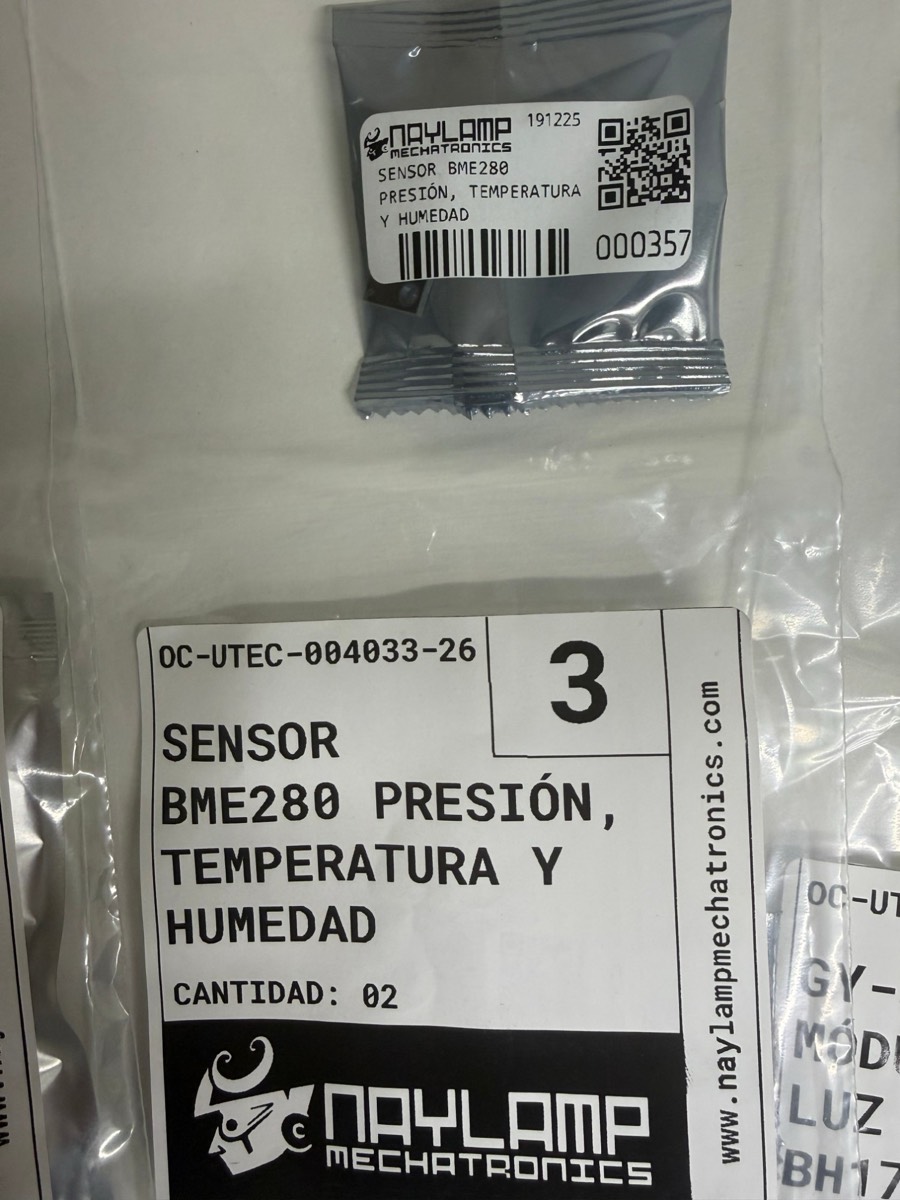 NAYLAMP
MECHATRONICS
191225
SENSOR BME280
PRESIÓN, TEMPERATURA
Y HUMEDAD
000357
OC-UTEC-004033-26
3
SENSOR
BME280 PRESIÓN,
TEMPERATURA Y
HUMEDAD
CANTIDAD: 02
www.naylampmechatronics.com
NAYLAMP
MECHATRONICS
OC-UT
GY-
MÓD
LUZ
BH17